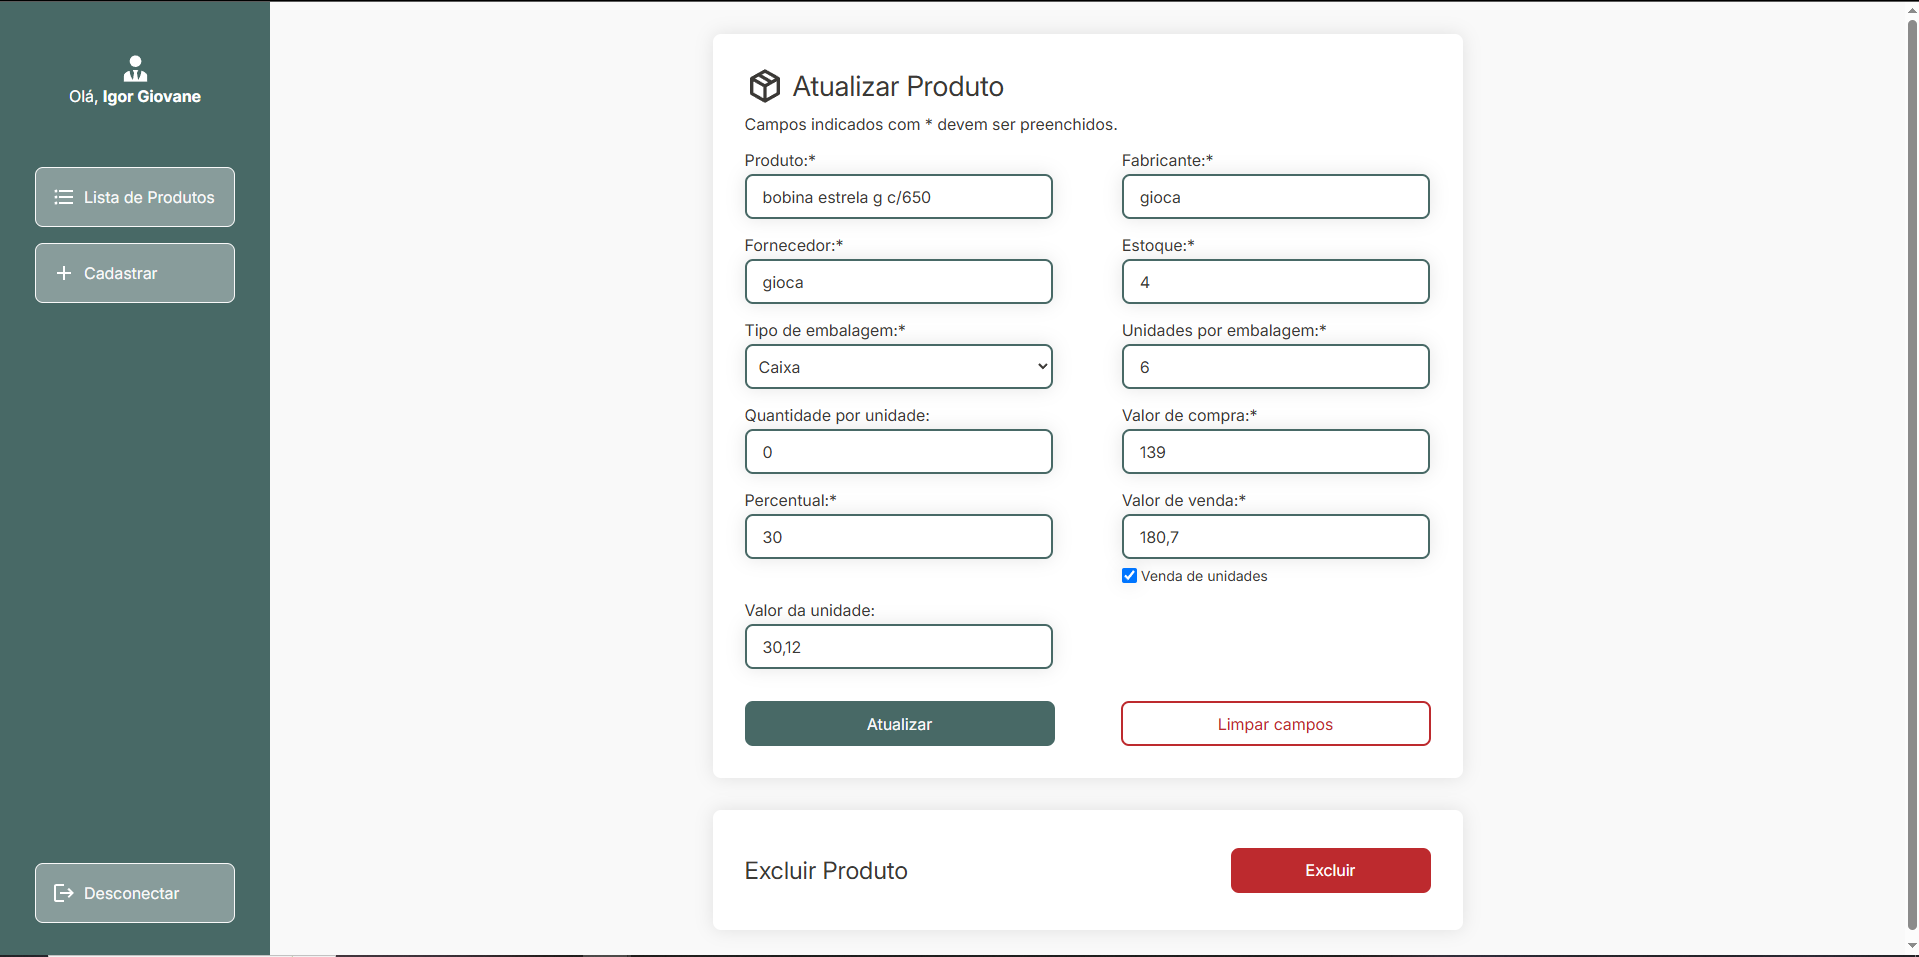 Olá, Igor Giovane
Lista de Produtos
Cadastrar
Desconectar
Atualizar Produto
Campos indicados com * devem ser preenchidos.
Produto:*
bobina estrela g c/650
Fabricante:*
gioca
Fornecedor:*
gioca
Estoque:*
4
Tipo de embalagem:*
Caixa
Unidades por embalagem:*
6
Quantidade por unidade:
0
Valor de compra:*
139
Percentual:*
30
Valor de venda:*
180,7
Venda de unidades
Valor da unidade:
30,12
Atualizar
Limpar campos
Excluir Produto
Excluir